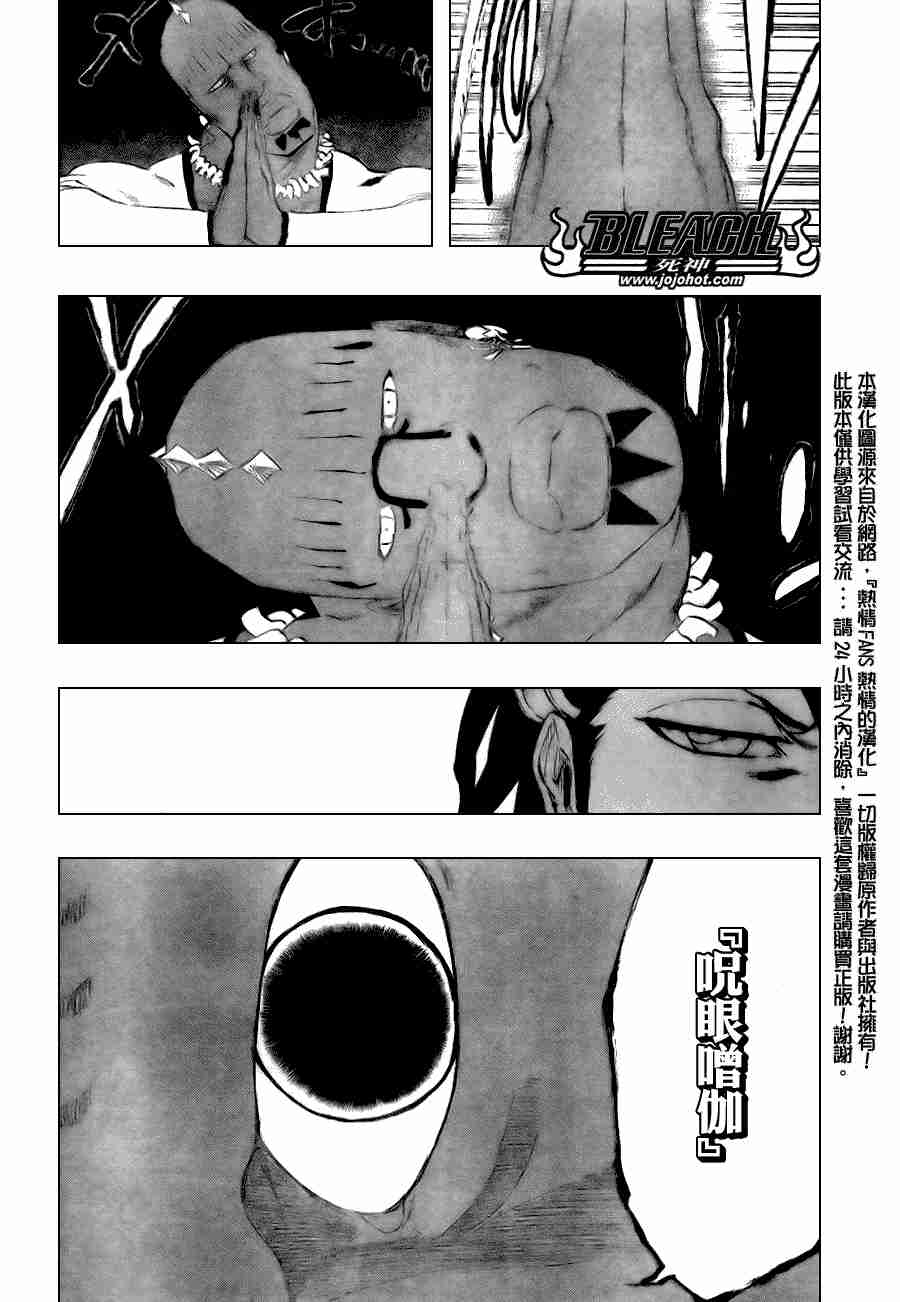 BLEACH
死神
www.jojohot.com
本漢化圖源來自於網路，『熱情FANS 熱情的漢化』一切版權歸原作者與出版社擁有！
此版本僅供學習試看交流...請24小時之內消除，喜歡這套漫畫請購買正版！謝謝。
『呪眼噌伽』